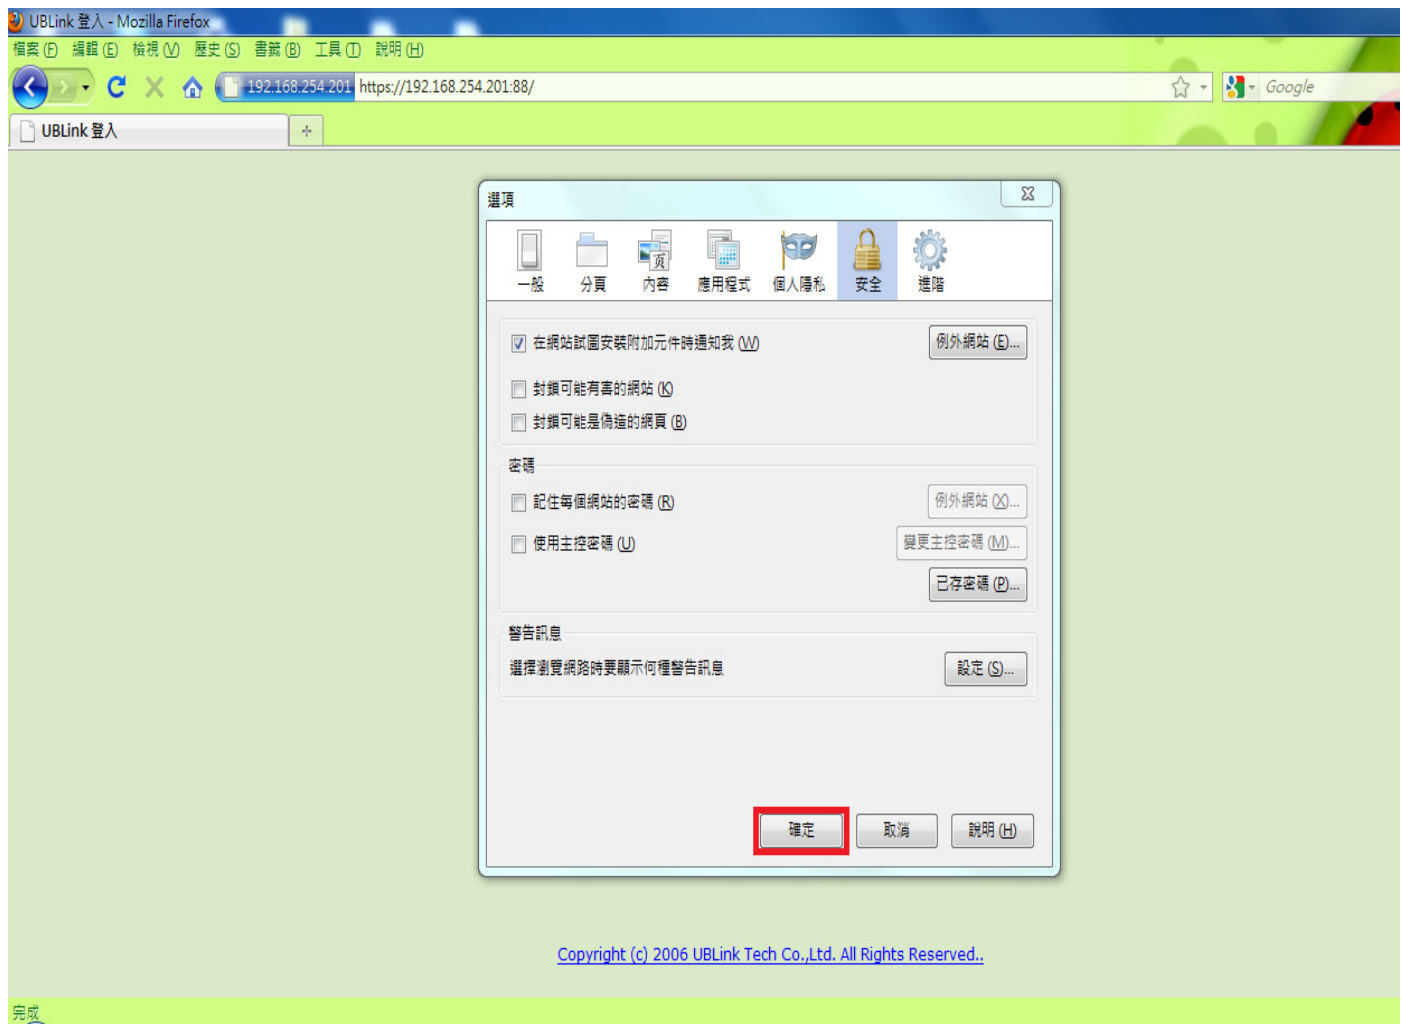 UBLink 登入 - Mozilla Firefox
檔案 (F) 編輯 (E) 檢視 (V) 歷史 (S) 書籤 (B) 工具 (T) 說明 (H)
192.168.254.201 https://192.168.254.201:88/ Google
UBLink 登入
選項
一般 分頁 內容 應用程式 個人隱私 安全 進階
在網站試圖安裝附加元件時通知我 (W) 例外網站 (E)...
封鎖可能有害的網站 (K)
封鎖可能是偽造的網頁 (B)
密碼
記住每個網站的密碼 (R) 例外網站 (X)...
使用主控密碼 (U) 變更主控密碼 (M)...
已存密碼 (P)...
警告訊息
選擇瀏覽網路時要顯示何種警告訊息 設定 (S)...
確定 取消 說明 (H)
Copyright (c) 2006 UBLink Tech Co.,Ltd. All Rights Reserved..
完成